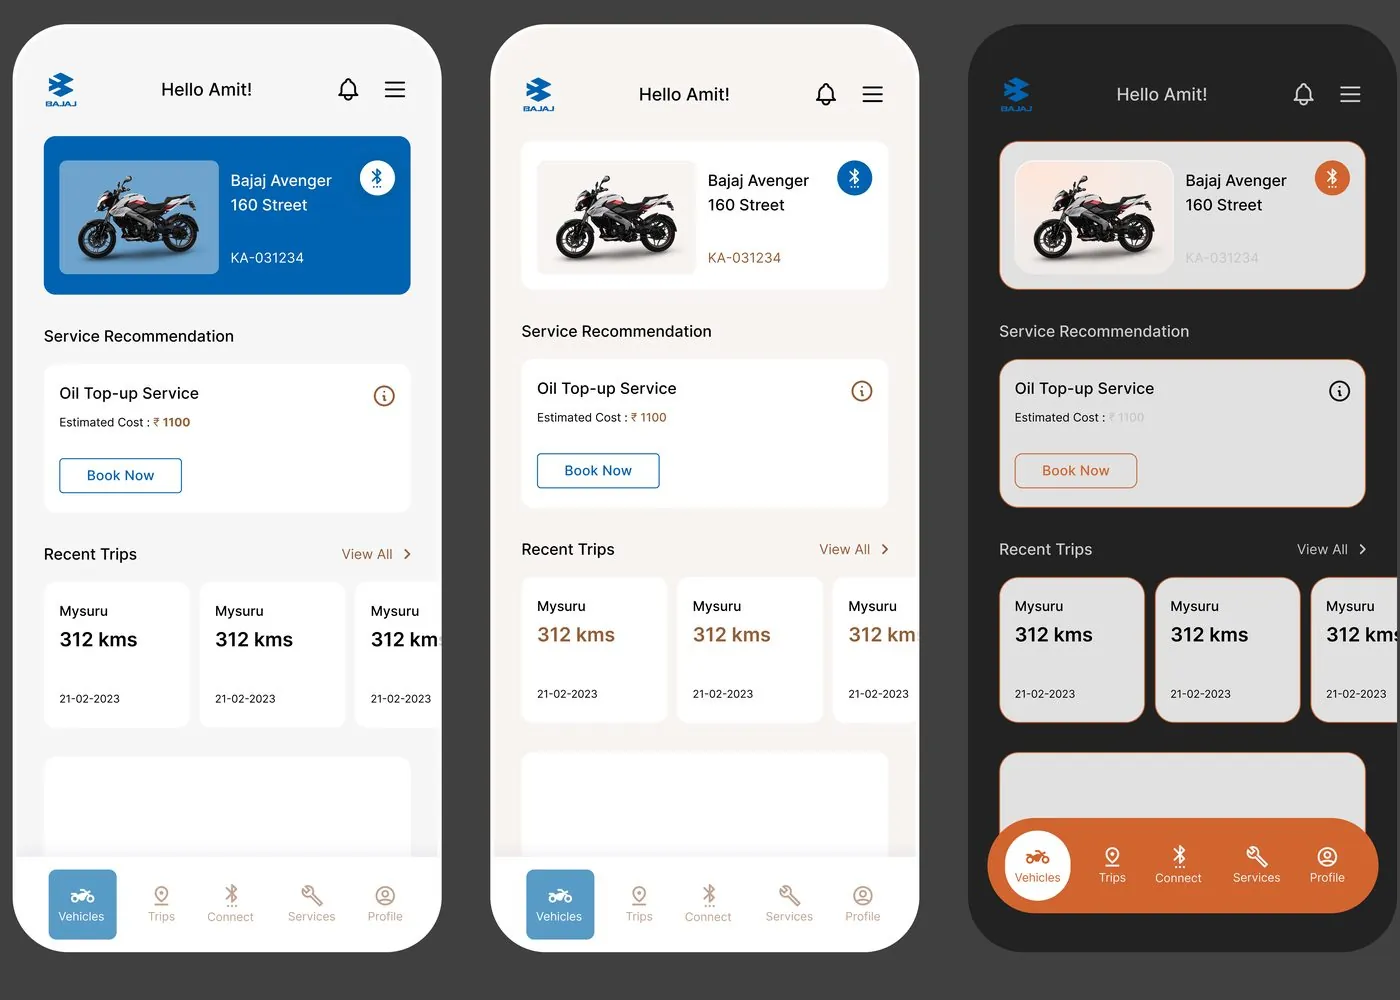 BAJAJ
Hello Amit!
Bajaj Avenger
160 Street
KA-031234
Service Recommendation
Oil Top-up Service
Estimated Cost : ₹ 1100
Book Now
Recent Trips
View All
Mysuru
312 kms
21-02-2023
Mysuru
312 kms
21-02-2023
Mysuru
312 kms
21-02-2023
Vehicles
Trips
Connect
Services
Profile
BAJAJ
Hello Amit!
Bajaj Avenger
160 Street
KA-031234
Service Recommendation
Oil Top-up Service
Estimated Cost : ₹ 1100
Book Now
Recent Trips
View All
Mysuru
312 kms
21-02-2023
Mysuru
312 kms
21-02-2023
Mysuru
312 km
21-02-2023
Vehicles
Trips
Connect
Services
Profile
BAJAJ
Hello Amit!
Bajaj Avenger
160 Street
KA-031234
Service Recommendation
Oil Top-up Service
Estimated Cost : ₹ 1100
Book Now
Recent Trips
View All
Mysuru
312 kms
21-02-2023
Mysuru
312 kms
21-02-2023
Mysuru
312 kms
21-02-2023
Vehicles
Trips
Connect
Services
Profile